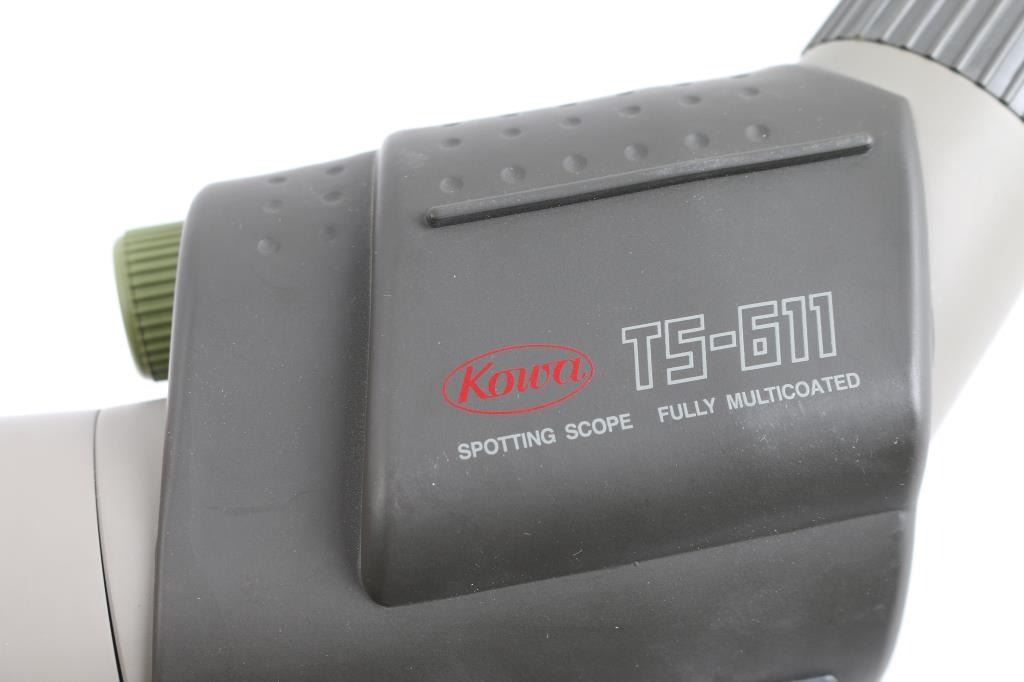 Kowa TS-611
SPOTTING SCOPE FULLY MULTICOATED